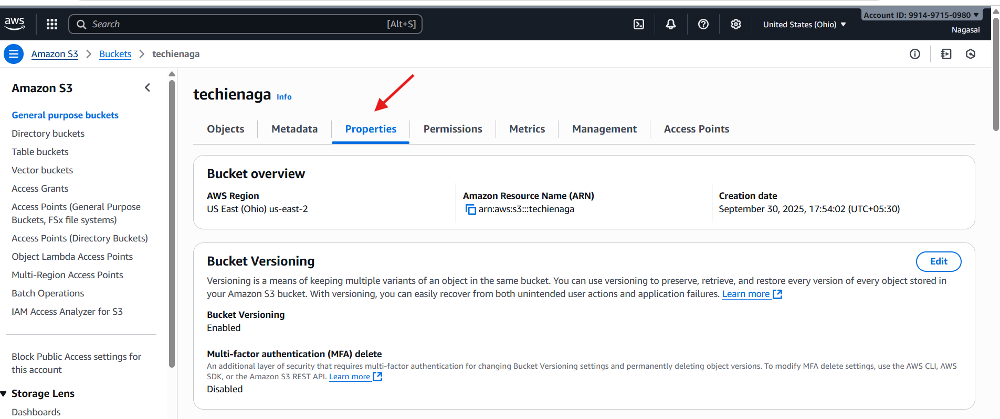 aws
Search
[Alt+S]
United States (Ohio) ▼
Account ID: 9914-9715-0980 ▼
Nagasai
Amazon S3 > Buckets > techienaga
Amazon S3
General purpose buckets
Directory buckets
Table buckets
Vector buckets
Access Grants
Access Points (General Purpose
Buckets, FSx file systems)
Access Points (Directory Buckets)
Object Lambda Access Points
Multi-Region Access Points
Batch Operations
IAM Access Analyzer for S3
Block Public Access settings for
this account
Storage Lens
Dashboards
techienaga Info
Objects
Metadata
Properties
Permissions
Metrics
Management
Access Points
Bucket overview
AWS Region
US East (Ohio) us-east-2
Amazon Resource Name (ARN)
arn:aws:s3:::techienaga
Creation date
September 30, 2025, 17:54:02 (UTC+05:30)
Bucket Versioning
Edit
Versioning is a means of keeping multiple variants of an object in the same bucket. You can use versioning to preserve, retrieve, and restore every version of every object stored in
your Amazon S3 bucket. With versioning, you can easily recover from both unintended user actions and application failures. Learn more
Bucket Versioning
Enabled
Multi-factor authentication (MFA) delete
An additional layer of security that requires multi-factor authentication for changing Bucket Versioning settings and permanently deleting object versions. To modify MFA delete settings, use the AWS CLI, AWS
SDK, or the Amazon S3 REST API. Learn more
Disabled